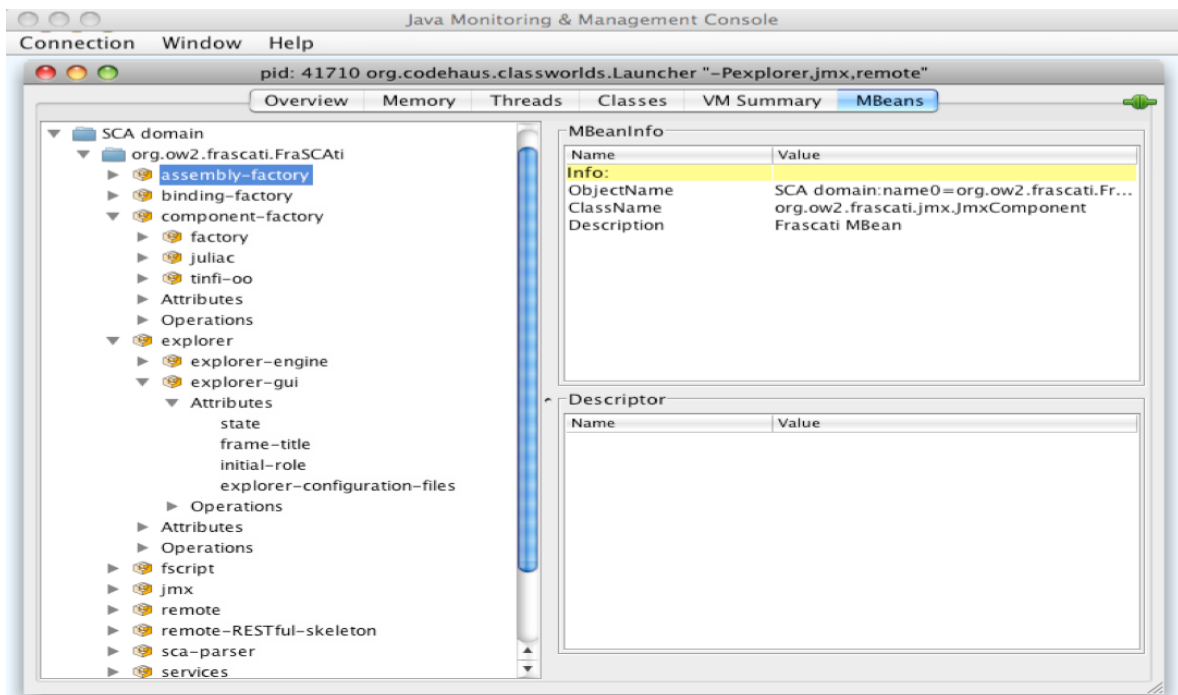 Java Monitoring & Management Console
Connection Window Help
pid: 41710 org.codehaus.classworlds.Launcher "-Pexplorer,jmx,remote"
Overview Memory Threads Classes VM Summary MBeans
SCA domain
org.ow2.frascati.FraSCAti
assembly-factory
binding-factory
component-factory
factory
juliac
tinfi-oo
Attributes
Operations
explorer
explorer-engine
explorer-gui
Attributes
state
frame-title
initial-role
explorer-configuration-files
Operations
Attributes
Operations
fscript
jmx
remote
remote-RESTful-skeleton
sca-parser
services
MBeanInfo
Name Value
Info:
ObjectName SCA domain:name0=org.ow2.frascati.Fr...
ClassName org.ow2.frascati.jmx.JmxComponent
Description Frascati MBean
Descriptor
Name Value